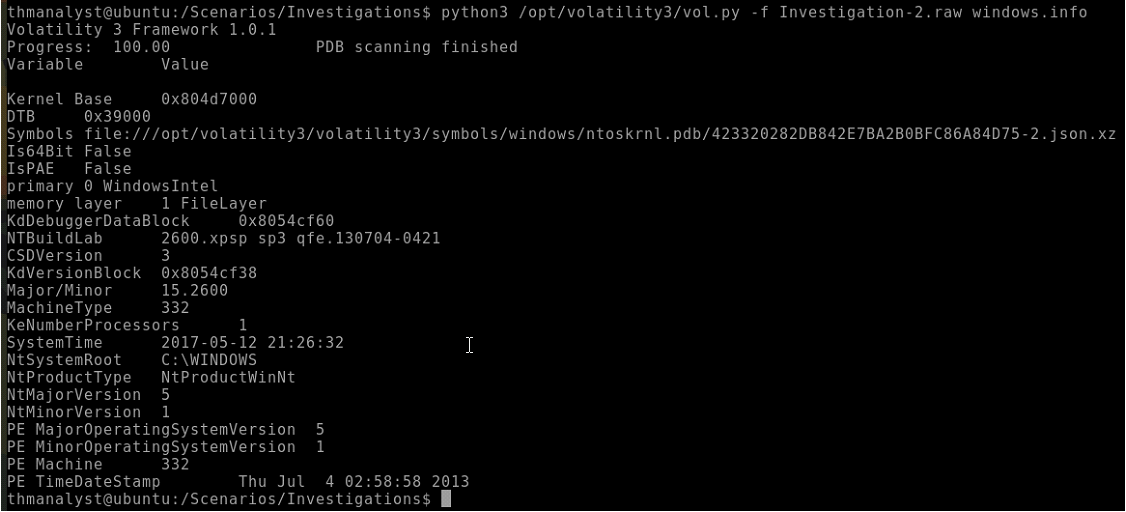 thmanalyst@ubuntu:/Scenarios/Investigations$ python3 /opt/volatility3/vol.py -f Investigation-2.raw windows.info
Volatility 3 Framework 1.0.1
Progress:  100.00               PDB scanning finished
Variable        Value

Kernel Base     0x804d7000
DTB     0x39000
Symbols file:///opt/volatility3/volatility3/symbols/windows/ntoskrnl.pdb/423320282DB842E7BA2B0BFC86A84D75-2.json.xz
Is64Bit False
IsPAE   False
primary 0 WindowsIntel
memory_layer    1 FileLayer
KdDebuggerDataBlock     0x8054cf60
NTBuildLab      2600.xpsp_sp3_qfe.130704-0421
CSDVersion      3
KdVersionBlock  0x8054cf38
Major/Minor     15.2600
MachineType     332
KeNumberProcessors      1
SystemTime      2017-05-12 21:26:32
NtSystemRoot    C:\WINDOWS
NtProductType   NtProductWinNt
NtMajorVersion  5
NtMinorVersion  1
PE MajorOperatingSystemVersion  5
PE MinorOperatingSystemVersion  1
PE Machine      332
PE TimeDateStamp        Thu Jul  4 02:58:58 2013
thmanalyst@ubuntu:/Scenarios/Investigations$